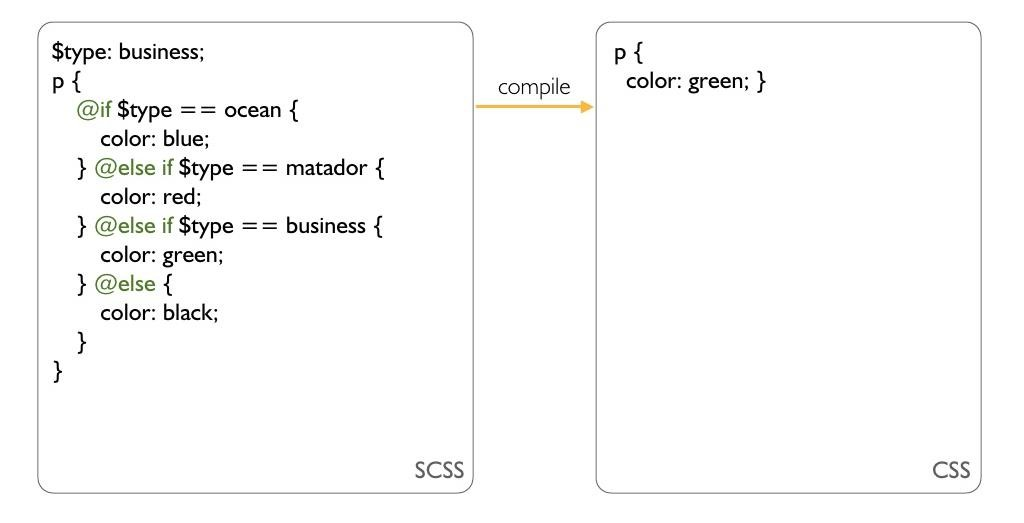 $type: business;
p {
@if $type == ocean {
color: blue;
} @else if $type == matador {
color: red;
} @else if $type == business {
color: green;
} @else {
color: black;
}
}
SCSS
compile
p {
color: green; }
CSS